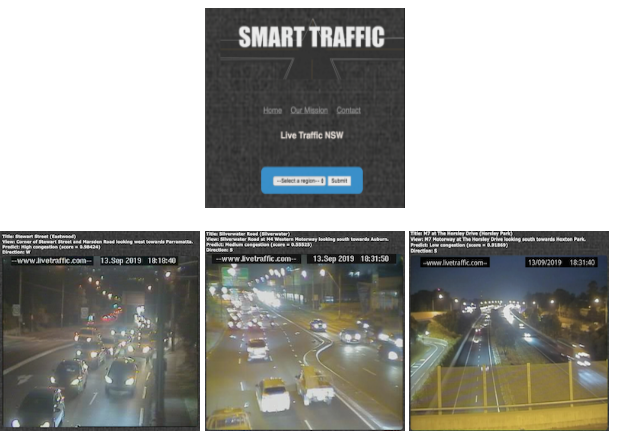 SMART TRAFFIC
Home Our Mission Contact
Live Traffic NSW
--Select a region-- Submit
Title: Stewart Street (Eastwood)
View: Corner of Stewart Street and Marsden Road looking west towards Parramatta.
Predict: High congestion (score = 0.98424)
Direction: W
--www.livetraffic.com-- 13.Sep 2019 18:18:40
Title: Silverwater Road (Silverwater)
View: Silverwater Road at M4 Western Motorway looking south towards Auburn.
Predict: Medium congestion (score =
Direction: S
--www.livetraffic.com-- 13.Sep 2019 18:31:50
Title: M7 at The Horsley Drive (Horsley Park)
View: M7 Motorway at The Horsley Drive looking south towards Hoxton Park.
Predict: Low congestion (score = 0.91869)
Direction: S
--www.livetraffic.com-- 13/09/2019 18:31:40